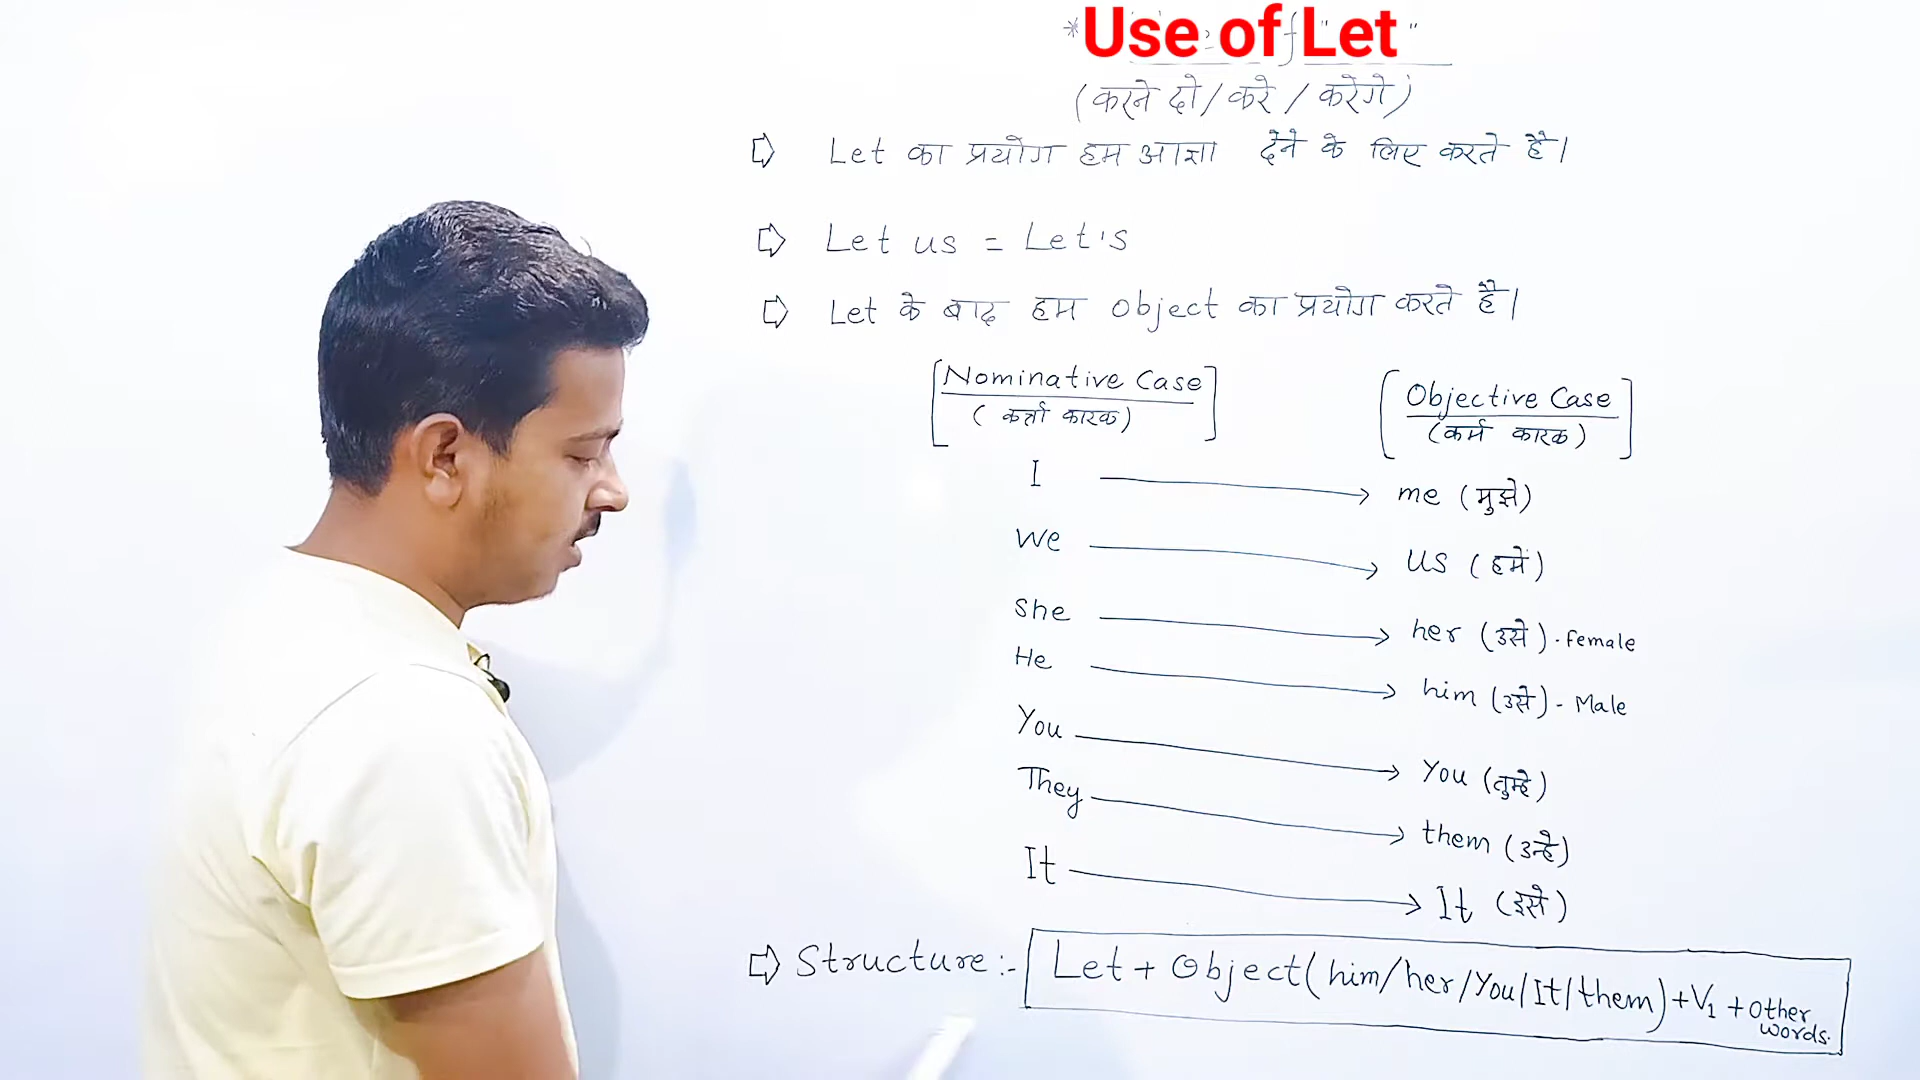 Use of Let
(करने दो / करे / करेंगे)
⇨ Let का प्रयोग हम आज्ञा देने के लिए करते है।
⇨ Let us = Let's
⇨ Let के बाद हम object का प्रयोग करते है।
[Nominative Case] [Objective Case]
(कर्त्ता कारक) (कर्म कारक)
I → me (मुझे)
We → us (हमें)
She → her (उसे) - female
He → him (उसे) - Male
You → You (तुम्हे)
They → them (उन्हे)
It → It (इसे)
⇨ Structure:- Let + Object (him/her/You/It/them) + V1 + other words.